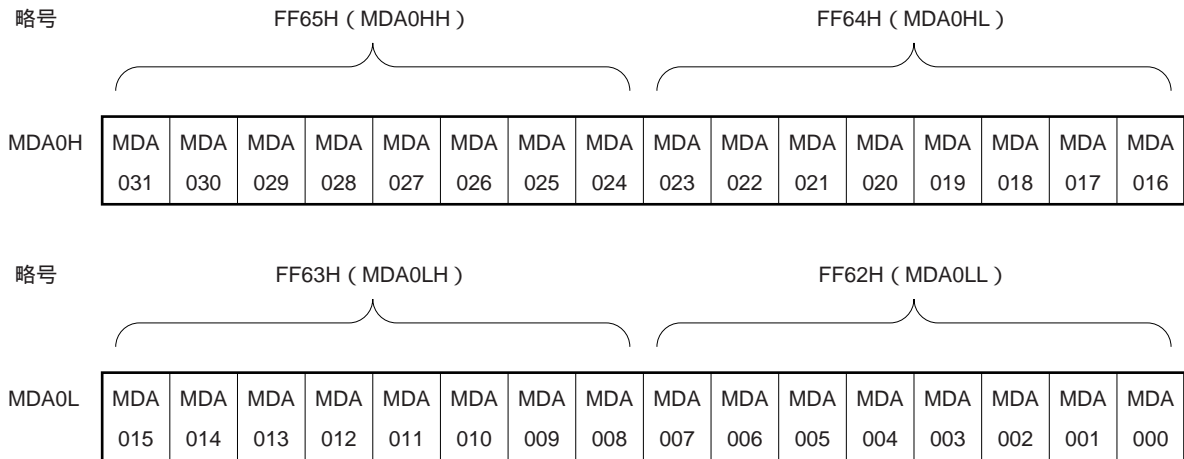 略号 FF65H（MDA0HH） FF64H（MDA0HL）
MDA0H MDA MDA MDA MDA MDA MDA MDA MDA MDA MDA MDA MDA MDA MDA MDA MDA
031 030 029 028 027 026 025 024 023 022 021 020 019 018 017 016
略号 FF63H（MDA0LH） FF62H（MDA0LL）
MDA0L MDA MDA MDA MDA MDA MDA MDA MDA MDA MDA MDA MDA MDA MDA MDA MDA
015 014 013 012 011 010 009 008 007 006 005 004 003 002 001 000